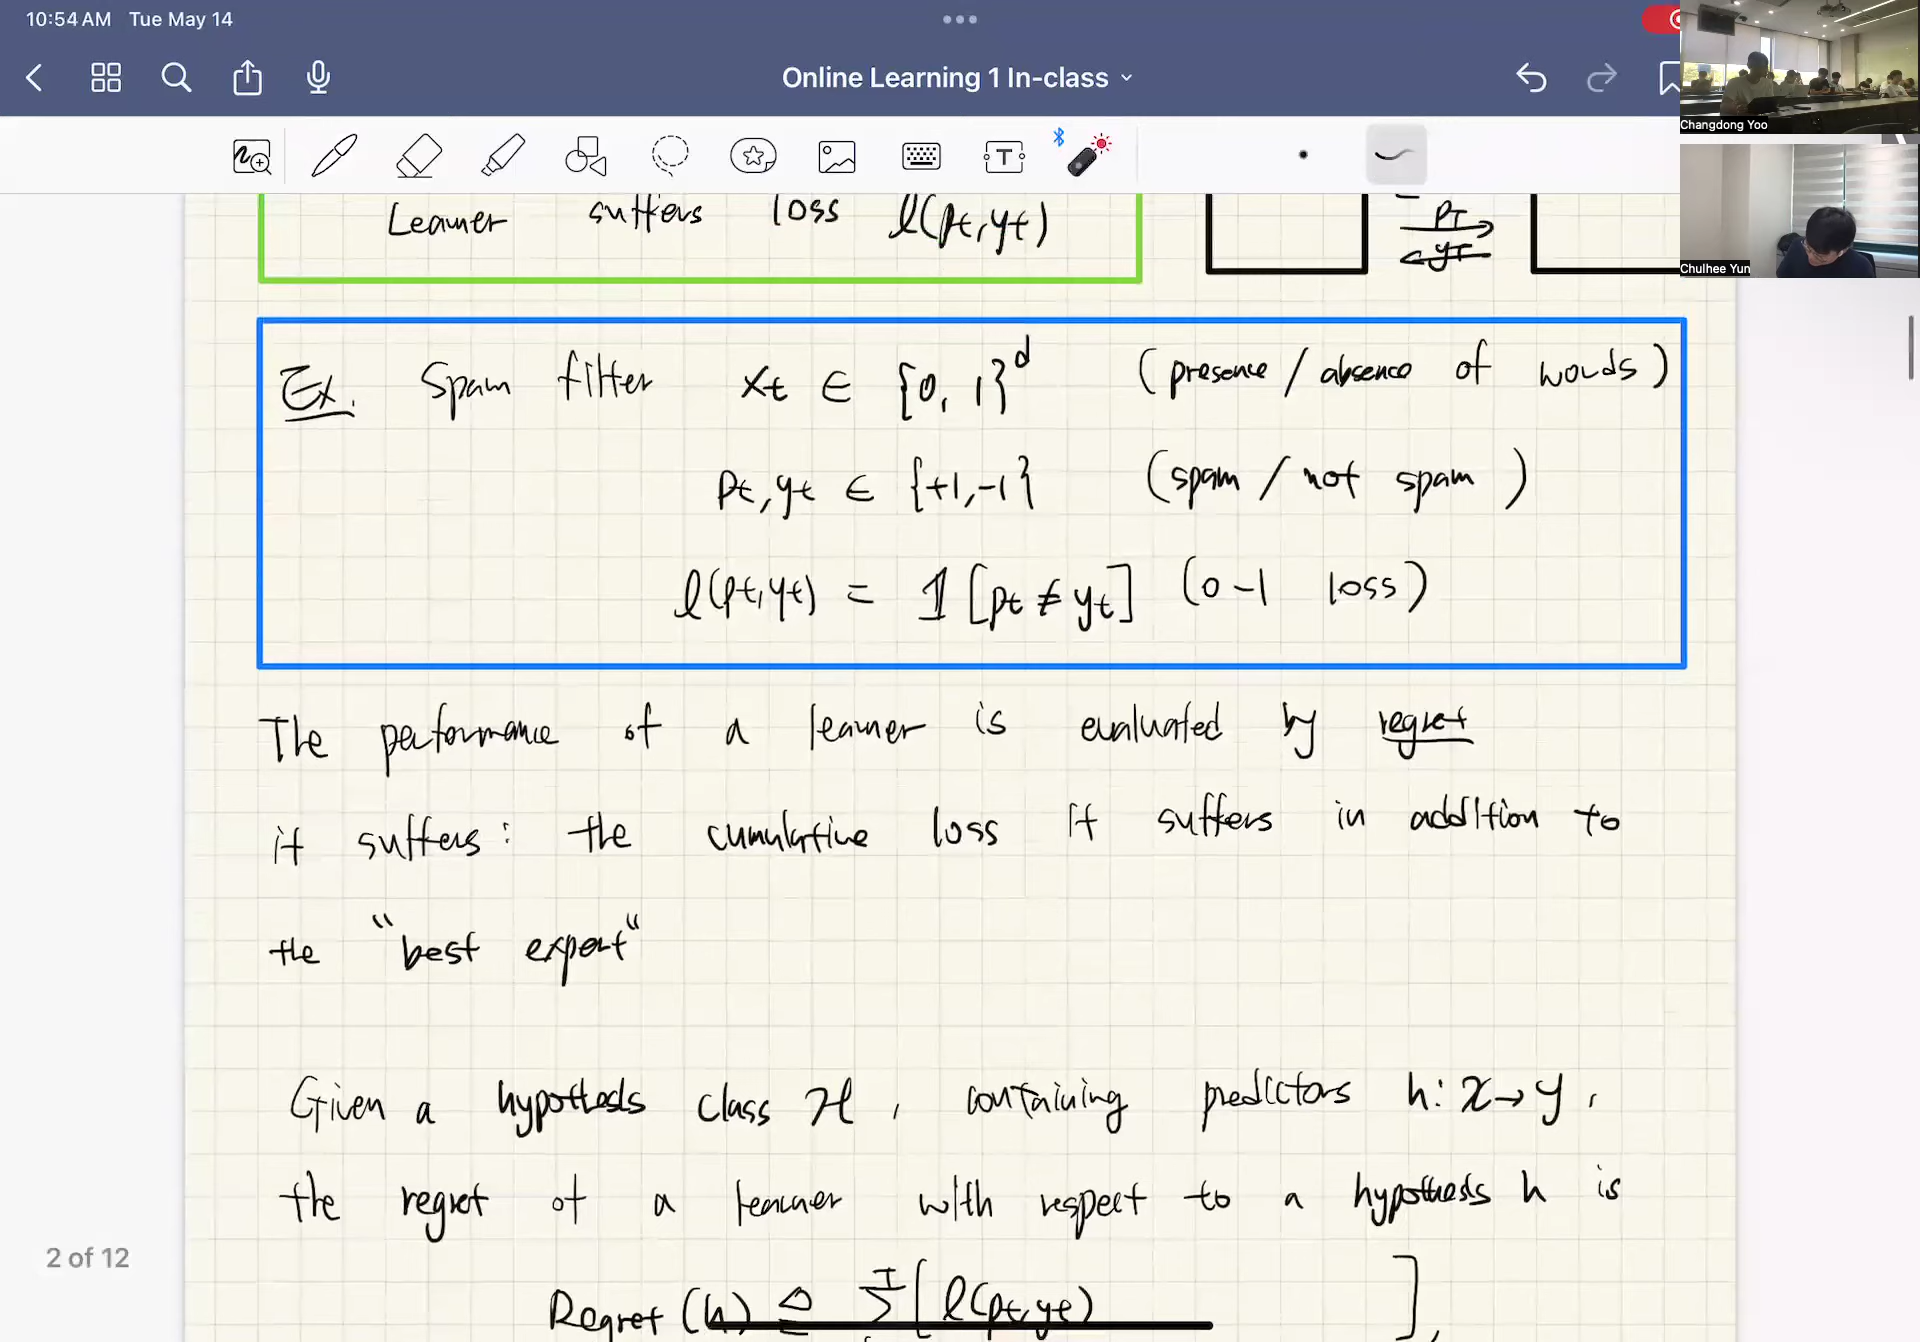 10:54 AM Tue May 14
Online Learning 1 In-class
Changdong Yoo
Chulhee Yun
Learner suffers loss l(pt, yt)
pT
yT
Ex. Spam filter xt ∈ {0, 1}^d (presence / absence of words)
pt, yt ∈ {+1, -1} (spam / not spam)
l(pt, yt) = 𝟙 [pt ≠ yt] (0-1 loss)
The performance of a learner is evaluated by regret
it suffers: the cumulative loss it suffers in addition to
the "best expert"
Given a hypothesis class H, containing predictors h: X → Y,
the regret of a learner with respect to a hypothesis h is
Regret (h) ≜ Σ^T [ l(pt, yt) ],
2 of 12